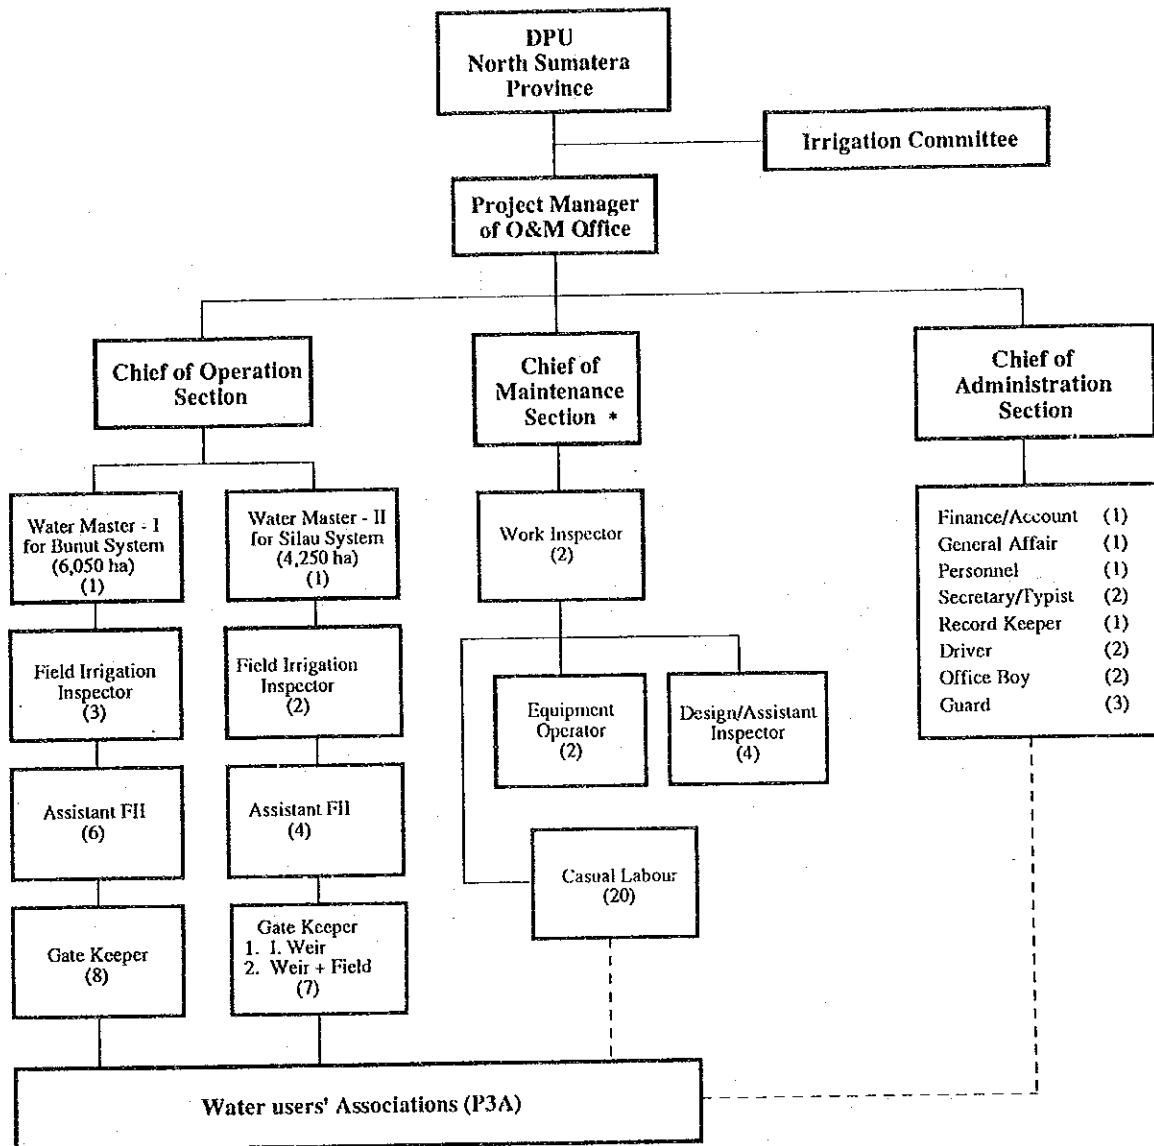 DPU
North Sumatera
Province
Irrigation Committee
Project Manager
of O&M Office
Chief of Operation
Section
Chief of
Maintenance
Section *
Chief of
Administration
Section
Water Master - I
for Bunut System
(6,050 ha)
(1)
Water Master - II
for Silau System
(4,250 ha)
(1)
Work Inspector
(2)
Finance/Account (1)
General Affair (1)
Personnel (1)
Secretary/Typist (2)
Record Keeper (1)
Driver (2)
Office Boy (2)
Guard (3)
Field Irrigation
Inspector
(3)
Field Irrigation
Inspector
(2)
Equipment
Operator
(2)
Design/Assistant
Inspector
(4)
Assistant FII
(6)
Assistant FII
(4)
Casual Labour
(20)
Gate Keeper
(8)
Gate Keeper
1. I. Weir
2. Weir + Field
(7)
Water users' Associations (P3A)